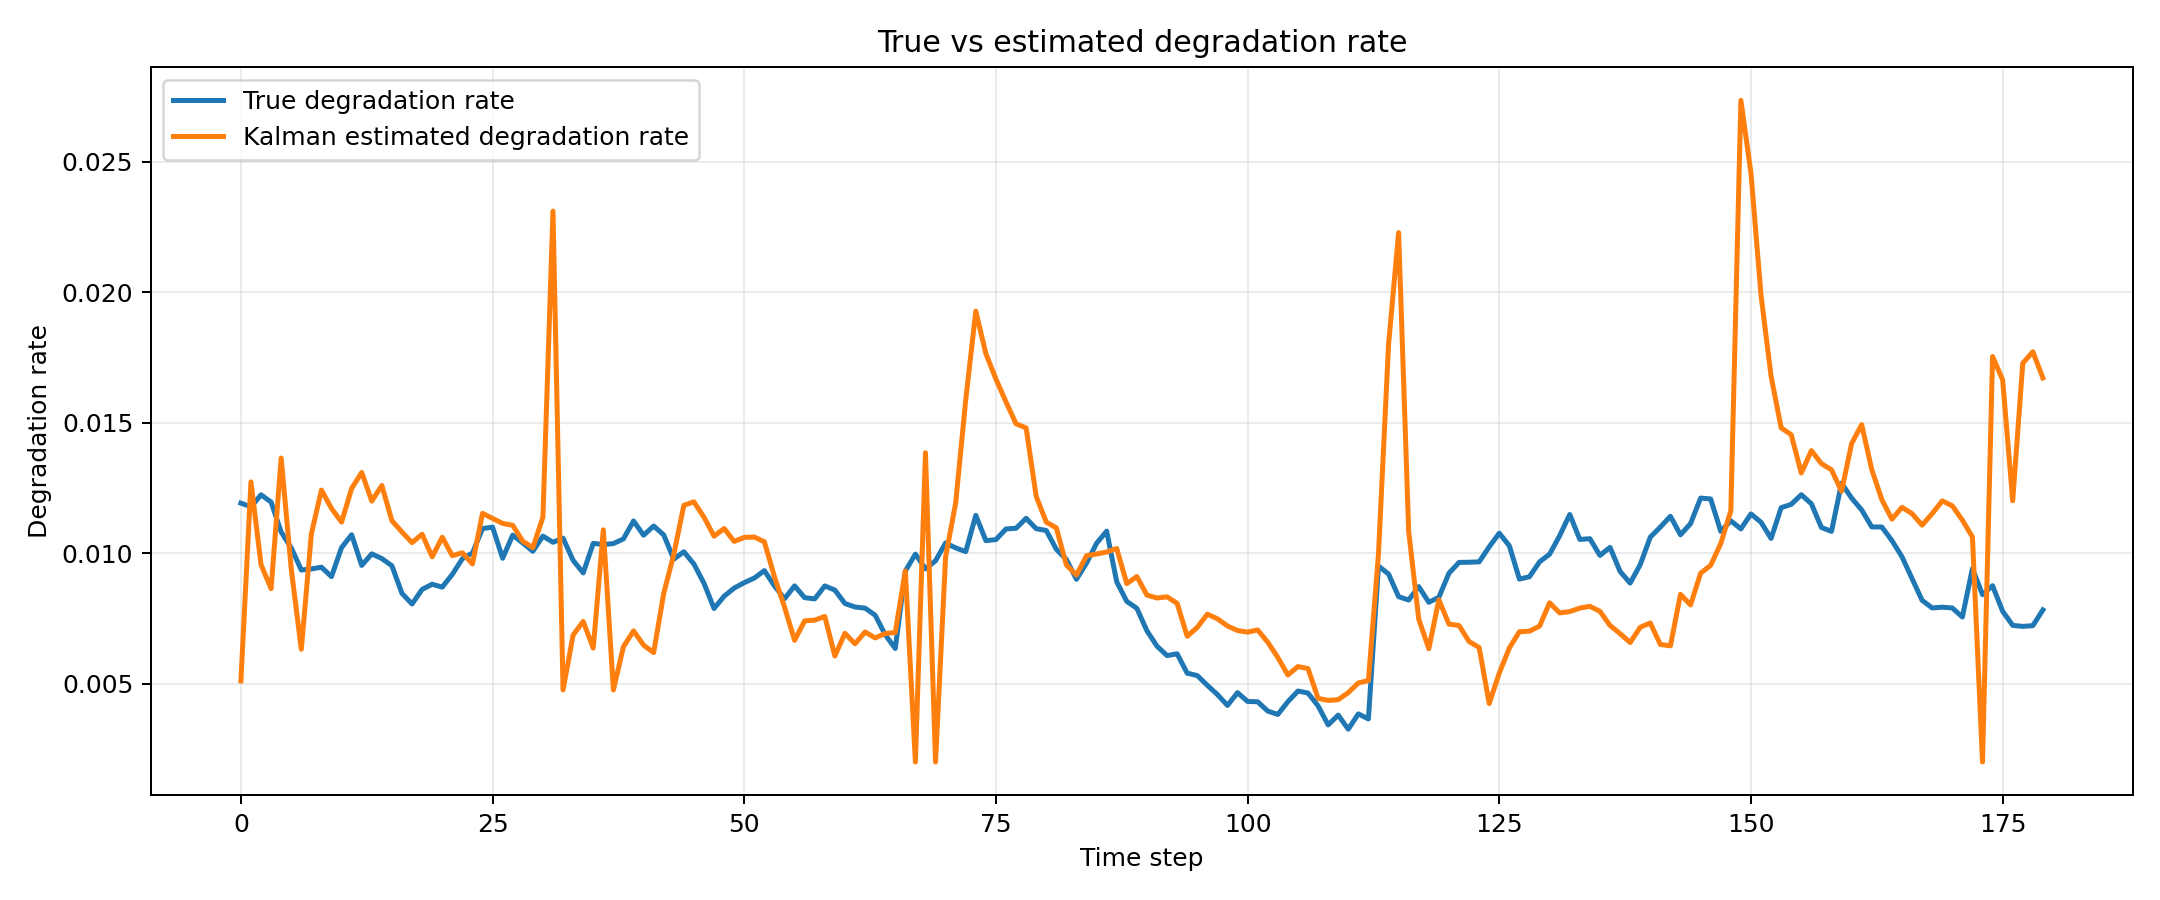 True vs estimated degradation rate
True degradation rate
Kalman estimated degradation rate
Degradation rate
0.025
0.020
0.015
0.010
0.005
0 25 50 75 100 125 150 175
Time step